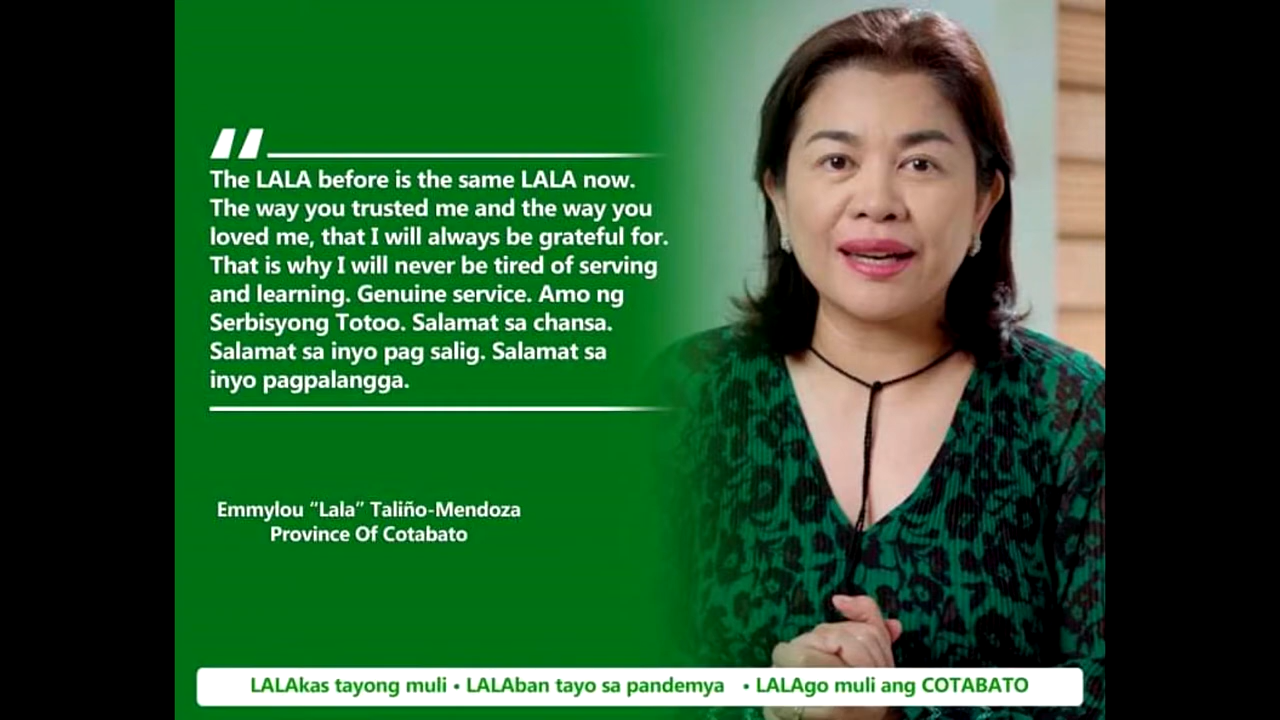 The LALA before is the same LALA now.
The way you trusted me and the way you
loved me, that I will always be grateful for.
That is why I will never be tired of serving
and learning. Genuine service. Amo ng
Serbisyong Totoo. Salamat sa chansa.
Salamat sa inyo pag salig. Salamat sa
inyo pagpalangga.
Emmylou “Lala” Taliño-Mendoza
Province Of Cotabato
LALAkas tayong muli • LALAban tayo sa pandemya • LALAgo muli ang COTABATO